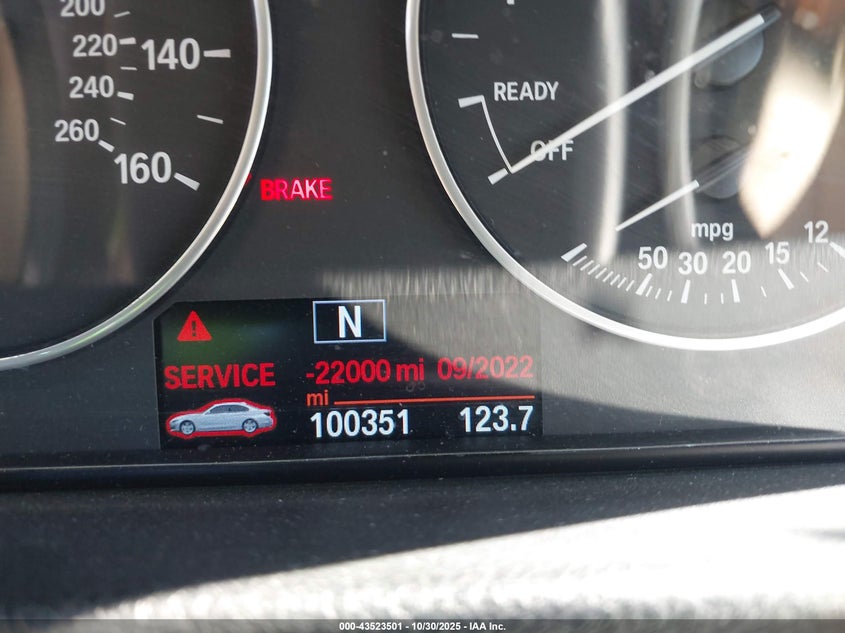 200
220
140
240
260
160
BRAKE
READY
OFF
mpg
50 30 20 15 12
N
SERVICE -22000 mi 09/2022
mi
100351 123.7
000-43523501 - 10/30/2025 - IAA Inc.